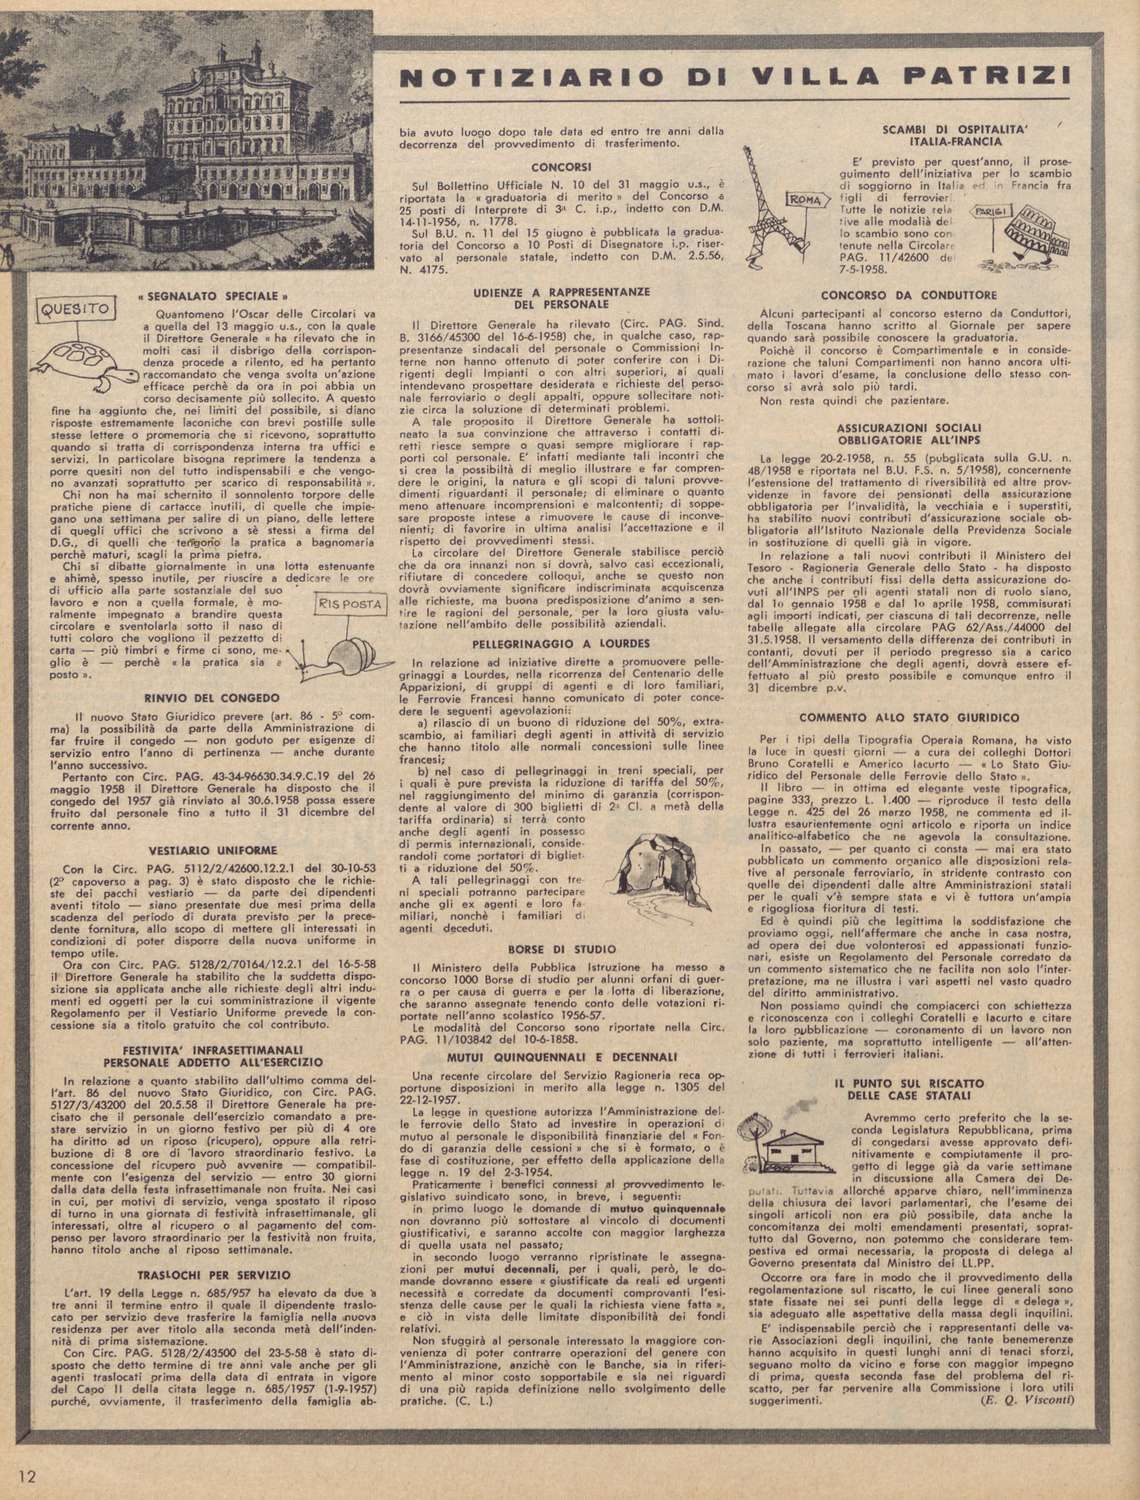 NOTIZIARIO DI VILLA PATRIZI
QUESITO
« SEGNALATO SPECIALE »
Quantomeno l'Oscar delle Circolari va
a quella del 13 maggio u.s., con la quale
il Direttore Generale « ha rilevato che in
molti casi il disbrigo della corrispon-
denza procede a rilento, ed ha pertanto
raccomandato che venga svolta un'azione
efficace perchè da ora in poi abbia un
corso decisamente più sollecito. A questo
fine ha aggiunto che, nei limiti del possibile, si diano
risposte estremamente laconiche con brevi postille sulle
stesse lettere o promemoria che si ricevono, soprattutto
quando si tratta di corrispondenza interna tra uffici e
servizi. In particolare bisogna reprimere la tendenza a
porre quesiti non del tutto indispensabili e che vengo-
no avanzati soprattutto per scarico di responsabilità ».
Chi non ha mai schernito il sonnolento torpore delle
pratiche piene di cartacce inutili, di quelle che impie-
gano una settimana per salire di un piano, delle lettere
di quegli uffici che scrivono a sè stessi a firma del
D.G., di quelli che tengono la pratica a bagnomaria
perchè maturi, scagli la prima pietra.
Chi si dibatte giornalmente in una lotta estenuante
e ahimè, spesso inutile, per riuscire a dedicare le ore
di ufficio alla parte sostanziale del suo
lavoro e non a quella formale, è mo-
ralmente impegnato a brandire questa
circolare e sventolarla sotto il naso di
tutti coloro che vogliono il pezzetto di
carta — più timbri e firme ci sono, me-
glio è — perchè « la pratica sia a
posto ».
RISPOSTA
RINVIO DEL CONGEDO
Il nuovo Stato Giuridico prevere (art. 86 - 5º com-
ma) la possibilità da parte della Amministrazione di
far fruire il congedo — non goduto per esigenze di
servizio entro l'anno di pertinenza — anche durante
l'anno successivo.
Pertanto con Circ. PAG. 43-34-96630.34.9.C.19 del 26
maggio 1958 il Direttore Generale ha disposto che il
congedo del 1957 già rinviato al 30.6.1958 possa essere
fruito dal personale fino a tutto il 31 dicembre del
corrente anno.
VESTIARIO UNIFORME
Con la Circ. PAG. 5112/2/42600.12.2.1 del 30-10-53
(2º capoverso a pag. 3) è stato disposto che le richie-
ste dei pacchi vestiario — da parte dei dipendenti
aventi titolo — siano presentate due mesi prima della
scadenza del periodo di durata previsto per la prece-
dente fornitura, allo scopo di mettere gli interessati in
condizioni di poter disporre della nuova uniforme in
tempo utile.
Ora con Circ. PAG. 5128/2/70164/12.2.1 del 16-5-58
il Direttore Generale ha stabilito che la suddetta dispo-
sizione sia applicata anche alle richieste degli altri indu-
menti ed oggetti per la cui somministrazione il vigente
Regolamento per il Vestiario Uniforme prevede la con-
cessione sia a titolo gratuito che col contributo.
FESTIVITA' INFRASETTIMANALI
PERSONALE ADDETTO ALL'ESERCIZIO
In relazione a quanto stabilito dall'ultimo comma del-
l'art. 86 del nuovo Stato Giuridico, con Circ. PAG.
5127/3/43200 del 20.5.58 il Direttore Generale ha pre-
cisato che il personale dell'esercizio comandato a pre-
stare servizio in un giorno festivo per più di 4 ore
ha diritto ad un riposo (ricupero), oppure alla retri-
buzione di 8 ore di lavoro straordinario festivo. La
concessione del ricupero può avvenire — compatibil-
mente con l'esigenza del servizio — entro 30 giorni
dalla data della festa infrasettimanale non fruita. Nei casi
in cui, per motivi di servizio, venga spostato il riposo
di turno in una giornata di festività infrasettimanale, gli
interessati, oltre al ricupero o al pagamento del com-
penso per lavoro straordinario per la festività non fruita,
hanno titolo anche al riposo settimanale.
TRASLOCHI PER SERVIZIO
L'art. 19 della Legge n. 685/957 ha elevato da due a
tre anni il termine entro il quale il dipendente traslo-
cato per servizio deve trasferire la famiglia nella nuova
residenza per aver titolo alla seconda metà dell'inden-
nità di prima sistemazione.
Con Circ. PAG. 5128/2/43500 del 23-5-58 è stato di-
sposto che detto termine di tre anni vale anche per gli
agenti traslocati prima della data di entrata in vigore
del Capo II della citata legge n. 685/1957 (1-9-1957)
purchè, ovviamente, il trasferimento della famiglia ab-
bia avuto luogo dopo tale data ed entro tre anni dalla
decorrenza del provvedimento di trasferimento.
CONCORSI
Sul Bollettino Ufficiale N. 10 del 31 maggio u.s., è
riportata la « graduatoria di merito » del Concorso a
25 posti di Interprete di 3ª C. i.p., indetto con D.M.
14-11-1956, n. 1778.
Sul B.U. n. 11 del 15 giugno è pubblicata la gradua-
toria del Concorso a 10 Posti di Disegnatore i.p. riser-
vato al personale statale, indetto con D.M. 2.5.56,
N. 4175.
UDIENZE A RAPPRESENTANZE
DEL PERSONALE
Il Direttore Generale ha rilevato (Circ. PAG. Sind.
B. 3166/45300 del 16-6-1958) che, in qualche caso, rap-
presentanze sindacali del personale o Commissioni In-
terne non hanno ottenuto di poter conferire con i Di-
rigenti degli Impianti o con altri superiori, ai quali
intendevano prospettare desiderata e richieste del perso-
nale ferroviario o degli appalti, oppure sollecitare noti-
zie circa la soluzione di determinati problemi.
A tale proposito il Direttore Generale ha sottoli-
neato la sua convinzione che attraverso i contatti di-
retti riesce sempre o quasi sempre migliorare i rap-
porti col personale. E' infatti mediante tali incontri che
si crea la possibiltà di meglio illustrare e far compren-
dere le origini, la natura e gli scopi di taluni provve-
dimenti riguardanti il personale; di eliminare o quanto
meno attenuare incomprensioni e malcontenti; di soppe-
sare proposte intese a rimuovere le cause di inconve-
nienti; di favorire in ultima analisi l'accettazione e il
rispetto dei provvedimenti stessi.
La circolare del Direttore Generale stabilisce perciò
che da ora innanzi non si dovrà, salvo casi eccezionali,
rifiutare di concedere colloqui, anche se questo non
dovrà ovviamente significare indiscriminata acquiscenza
alle richieste, ma buona predisposizione d'animo a sen-
tire le ragioni del personale, per la loro giusta valu-
tazione nell'ambito delle possibilità aziendali.
PELLEGRINAGGIO A LOURDES
In relazione ad iniziative dirette a promuovere pelle-
grinaggi a Lourdes, nella ricorrenza del Centenario delle
Apparizioni, di gruppi di agenti e di loro familiari,
le Ferrovie Francesi hanno comunicato di poter conce-
dere le seguenti agevolazioni:
a) rilascio di un buono di riduzione del 50%, extra-
scambio, ai familiari degli agenti in attività di servizio
che hanno titolo alle normali concessioni sulle linee
francesi;
b) nel caso di pellegrinaggi in treni speciali, per
i quali è pure prevista la riduzione di tariffa del 50%,
nel raggiungimento del minimo di garanzia (corrispon-
dente al valore di 300 biglietti di 2ª Cl. a metà della
tariffa ordinaria) si terrà conto
anche degli agenti in possesso
di permis internazionali, conside-
randoli come portatori di bigliet-
ti a riduzione del 50%.
A tali pellegrinaggi con tre-
ni speciali potranno partecipare
anche gli ex agenti e loro fa-
miliari, nonchè i familiari di
agenti deceduti.
BORSE DI STUDIO
Il Ministero della Pubblica Istruzione ha messo a
concorso 1000 Borse di studio per alunni orfani di guer-
ra o per causa di guerra e per la lotta di liberazione,
che saranno assegnate tenendo conto delle votazioni ri-
portate nell'anno scolastico 1956-57.
Le modalità del Concorso sono riportate nella Circ.
PAG. 11/103842 del 10-6-1858.
MUTUI QUINQUENNALI E DECENNALI
Una recente circolare del Servizio Ragioneria reca op-
portune disposizioni in merito alla legge n. 1305 del
22-12-1957.
La legge in questione autorizza l'Amministrazione del-
le ferrovie dello Stato ad investire in operazioni di
mutuo al personale le disponibilità finanziarie del « Fon-
do di garanzia delle cessioni » che si è formato, o è
fase di costituzione, per effetto della applicazione della
legge n. 19 del 2-3-1954.
Praticamente i benefici connessi al provvedimento le-
gislativo suindicato sono, in breve, i seguenti:
in primo luogo le domande di mutuo quinquennale
non dovranno più sottostare al vincolo di documenti
giustificativi, e saranno accolte con maggior larghezza
di quella usata nel passato;
in secondo luogo verranno ripristinate le assegna-
zioni per mutui decennali, per i quali, però, le do-
mande dovranno essere « giustificate da reali ed urgenti
necessità e corredate da documenti comprovanti l'esi-
stenza delle cause per le quali la richiesta viene fatta »,
e ciò in vista delle limitate disponibilità dei fondi
relativi.
Non sfuggirà al personale interessato la maggiore con-
venienza di poter contrarre operazioni del genere con
l'Amministrazione, anzichè con le Banche, sia in riferi-
mento al minor costo sopportabile e sia nei riguardi
di una più rapida definizione nello svolgimento delle
pratiche. (C. L.)
SCAMBI DI OSPITALITA'
ITALIA-FRANCIA
E' previsto per quest'anno, il prose-
guimento dell'iniziativa per lo scambio
di soggiorno in Italia ed in Francia fra
figli di ferrovieri.
Tutte le notizie rela-
tive alle modalià del-
lo scambio sono con-
tenute nella Circolare
PAG. 11/42600 del
7-5-1958.
ROMA
PARIGI
CONCORSO DA CONDUTTORE
Alcuni partecipanti al concorso esterno da Conduttori,
della Toscana hanno scritto al Giornale per sapere
quando sarà possibile conoscere la graduatoria.
Poichè il concorso è Compartimentale e in conside-
razione che taluni Compartimenti non hanno ancora ulti-
mato i lavori d'esame, la conclusione dello stesso con-
corso si avrà solo più tardi.
Non resta quindi che pazientare.
ASSICURAZIONI SOCIALI
OBBLIGATORIE ALL'INPS
La legge 20-2-1958, n. 55 (pubglicata sulla G.U. n.
48/1958 e riportata nel B.U. F.S. n. 5/1958), concernente
l'estensione del trattamento di riversibilità ed altre prov-
videnze in favore dei pensionati della assicurazione
obbligatoria per l'invalidità, la vecchiaia e i superstiti,
ha stabilito nuovi contributi d'assicurazione sociale ob-
bligatoria all'Istituto Nazionale della Previdenza Sociale
in sostituzione di quelli già in vigore.
In relazione a tali nuovi contributi il Ministero del
Tesoro - Ragioneria Generale dello Stato - ha disposto
che anche i contributi fissi della detta assicurazione do-
vuti all'INPS per gli agenti statali non di ruolo siano,
dal 1o gennaio 1958 e dal 1o aprile 1958, commisurati
agli importi indicati, per ciascuna di tali decorrenze, nelle
tabelle allegate alla circolare PAG 62/Ass./44000 del
31.5.1958. Il versamento della differenza dei contributi in
contanti, dovuti per il periodo pregresso sia a carico
dell'Amministrazione che degli agenti, dovrà essere ef-
fettuato al più presto possibile e comunque entro il
31 dicembre p.v.
COMMENTO ALLO STATO GIURIDICO
Per i tipi della Tipografia Operaia Romana, ha visto
la luce in questi giorni — a cura dei colleghi Dottori
Bruno Coratelli e Americo Iacurto — « Lo Stato Giu-
ridico del Personale delle Ferrovie dello Stato ».
Il libro — in ottima ed elegante veste tipografica,
pagine 333, prezzo L. 1.400 — riproduce il testo della
Legge n. 425 del 26 marzo 1958, ne commenta ed il-
lustra esaurientemente ogni articolo e riporta un indice
analitico-alfabetico che ne agevola la consultazione.
In passato, — per quanto ci consta — mai era stato
pubblicato un commento organico alle disposizioni rela-
tive al personale ferroviario, in stridente contrasto con
quelle dei dipendenti dalle altre Amministrazioni statali
per le quali v'è sempre stata e vi è tuttora un'ampia
e rigogliosa fioritura di testi.
Ed è quindi più che legittima la soddisfazione che
proviamo oggi, nell'affermare che anche in casa nostra,
ad opera dei due volonterosi ed appassionati funzio-
nari, esiste un Regolamento del Personale corredato da
un commento sistematico che ne facilita non solo l'inter-
pretazione, ma ne illustra i vari aspetti nel vasto quadro
del diritto amministrativo.
Non possiamo quindi che compiacerci con schiettezza
e riconoscenza con i colleghi Coratelli e Iacurto e citare
la loro pubblicazione — coronamento di un lavoro non
solo paziente, ma soprattutto intelligente — all'atten-
zione di tutti i ferrovieri italiani.
IL PUNTO SUL RISCATTO
DELLE CASE STATALI
Avremmo certo preferito che la se-
conda Legislatura Repubblicana, prima
di congedarsi avesse approvato defi-
nitivamente e compiutamente il pro-
getto di legge già da varie settimane
in discussione alla Camera dei De-
putati. Tuttavia allorché apparve chiaro, nell'imminenza
della chiusura dei lavori parlamentari, che l'esame dei
singoli articoli non era più possibile, data anche la
concomitanza dei molti emendamenti presentati, soprat-
tutto dal Governo, non potemmo che considerare tem-
pestiva ed ormai necessaria, la proposta di delega al
Governo presentata dal Ministro dei LL.PP.
Occorre ora fare in modo che il provvedimento della
regolamentazione sul riscatto, le cui linee generali sono
state fissate nei sei punti della legge di « delega »,
sia adeguato alle aspettative della massa degli inquilini.
E' indispensabile perciò che i rappresentanti delle va-
rie Associazioni degli inquilini, che tante benemerenze
hanno acquisito in questi lunghi anni di tenaci sforzi,
seguano molto da vicino e forse con maggior impegno
di prima, questa seconda fase del problema del ri-
scatto, per far pervenire alla Commissione i loro utili
suggerimenti. (E. Q. Visconti)
12